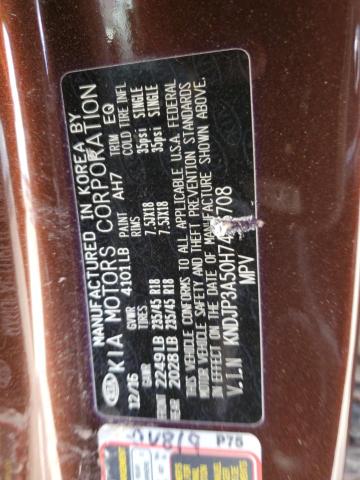 MANUFACTURED IN KOREA BY
KIA MOTORS CORPORATION
12/16 GVWR 4101LB PAINT AH7 TRIM EQ
GAWR TIRES RIMS COLD TIRE INFL
FRONT 2249LB 235/45 R18 7.5JX18 35psi SINGLE
REAR 2028LB 235/45 R18 7.5JX18 35psi SINGLE
THIS VEHICLE CONFORMS TO ALL APPLICABLE U.S.A. FEDERAL
MOTOR VEHICLE SAFETY AND THEFT PREVENTION STANDARDS
IN EFFECT ON THE DATE OF MANUFACTURE SHOWN ABOVE.
V.I.N KNDJP3A50H7 708
MPV
P75